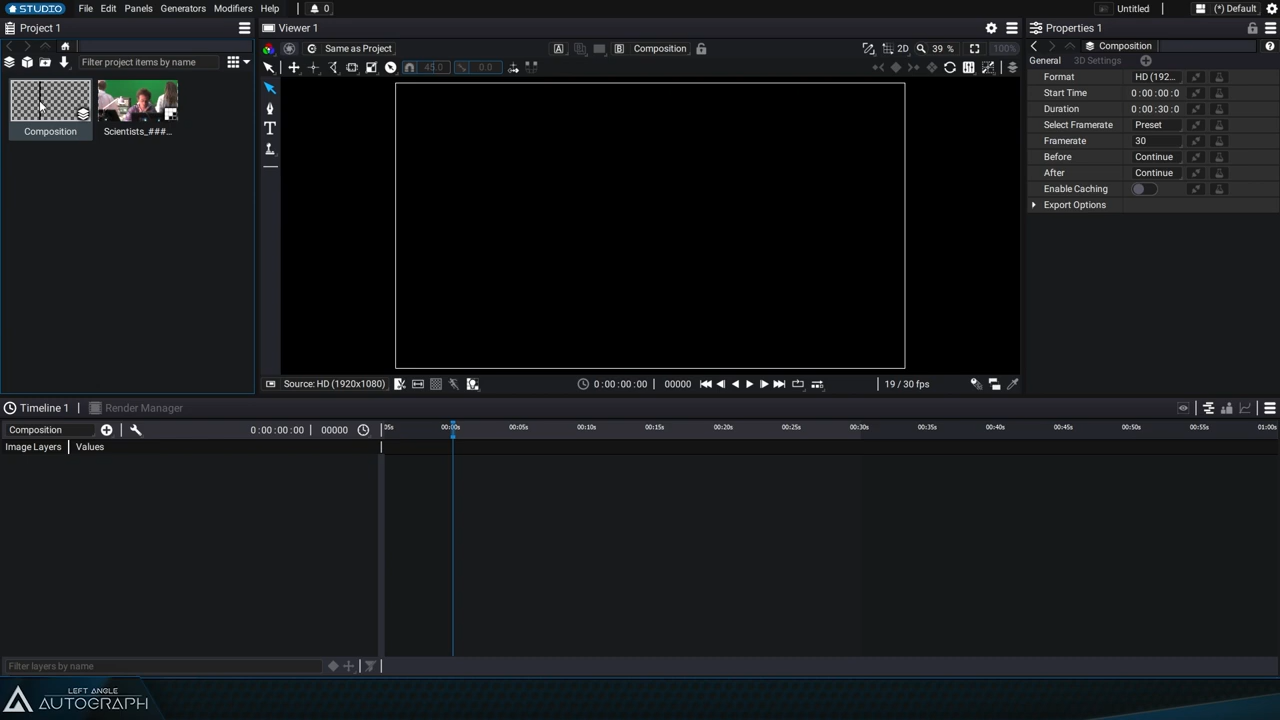 STUDIO File Edit Panels Generators Modifiers Help 0 Untitled (*) Default
Project 1
Filter project items by name
Composition Scientists_###...
Viewer 1
Same as Project A B Composition 2D 39 % 100%
45.0 0.0
Source: HD (1920x1080) 0:00:00:00 00000 19 / 30 fps
Properties 1
Composition
General 3D Settings
Format HD (192...
Start Time 0:00:00:0
Duration 0:00:30:0
Select Framerate Preset
Framerate 30
Before Continue
After Continue
Enable Caching
Export Options
Timeline 1 Render Manager
Composition 0:00:00:00 00000 35s 00:00s 00:05s 00:10s 00:15s 00:20s 00:25s 00:30s 00:35s 00:40s 00:45s 00:50s 00:55s 01:00s
Image Layers Values
Filter layers by name
LEFT ANGLE
AUTOGRAPH